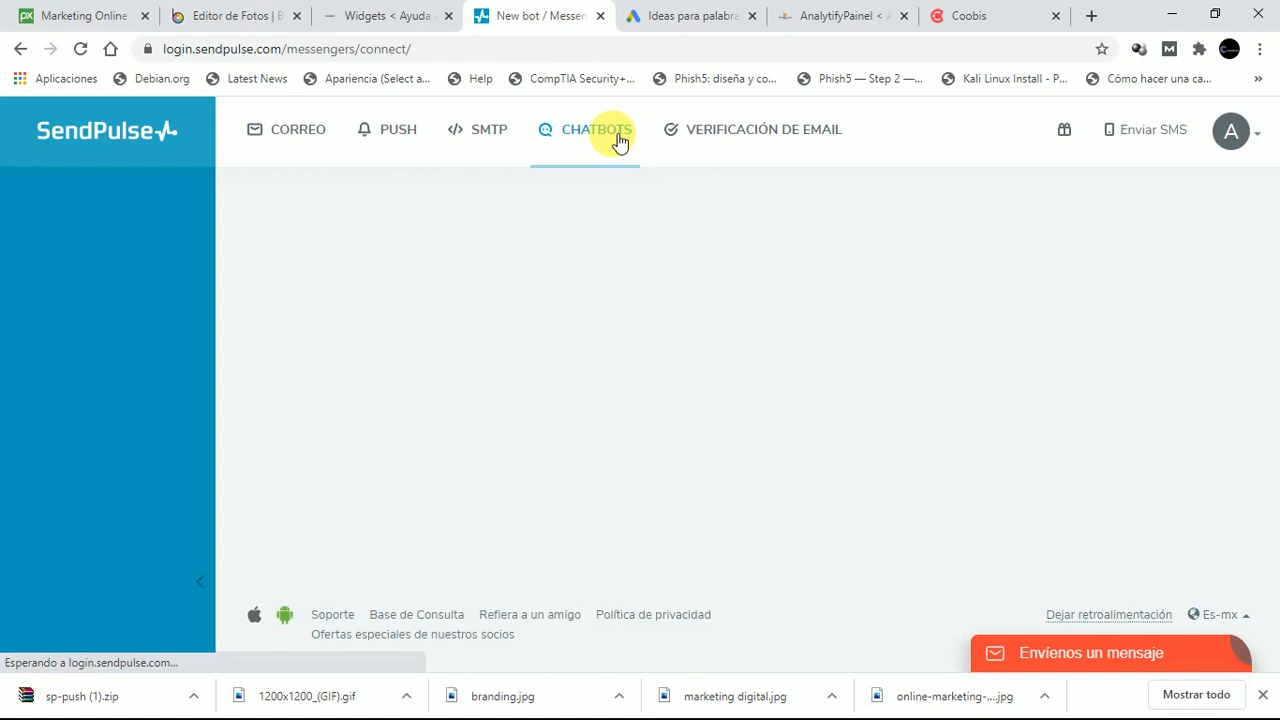 Marketing Online
Editor de Fotos | B
Widgets < Ayuda
New bot / Messen
Ideas para palabra
AnalytifyPainel < A
Coobis
login.sendpulse.com/messengers/connect/
Aplicaciones
Debian.org
Latest News
Apariencia (Select a...
Help
CompTIA Security+...
Phish5: diseña y co...
Phish5 — Step 2 —...
Kali Linux Install - P...
Cómo hacer una ca...
»
SendPulse
CORREO
PUSH
SMTP
CHATBOTS
VERIFICACIÓN DE EMAIL
Enviar SMS
A
Soporte
Base de Consulta
Refiera a un amigo
Política de privacidad
Ofertas especiales de nuestros socios
Dejar retroalimentación
Es-mx
Envíenos un mensaje
Esperando a login.sendpulse.com...
sp-push (1).zip
1200x1200_(GIF).gif
branding.jpg
marketing digital.jpg
online-marketing-....jpg
Mostrar todo